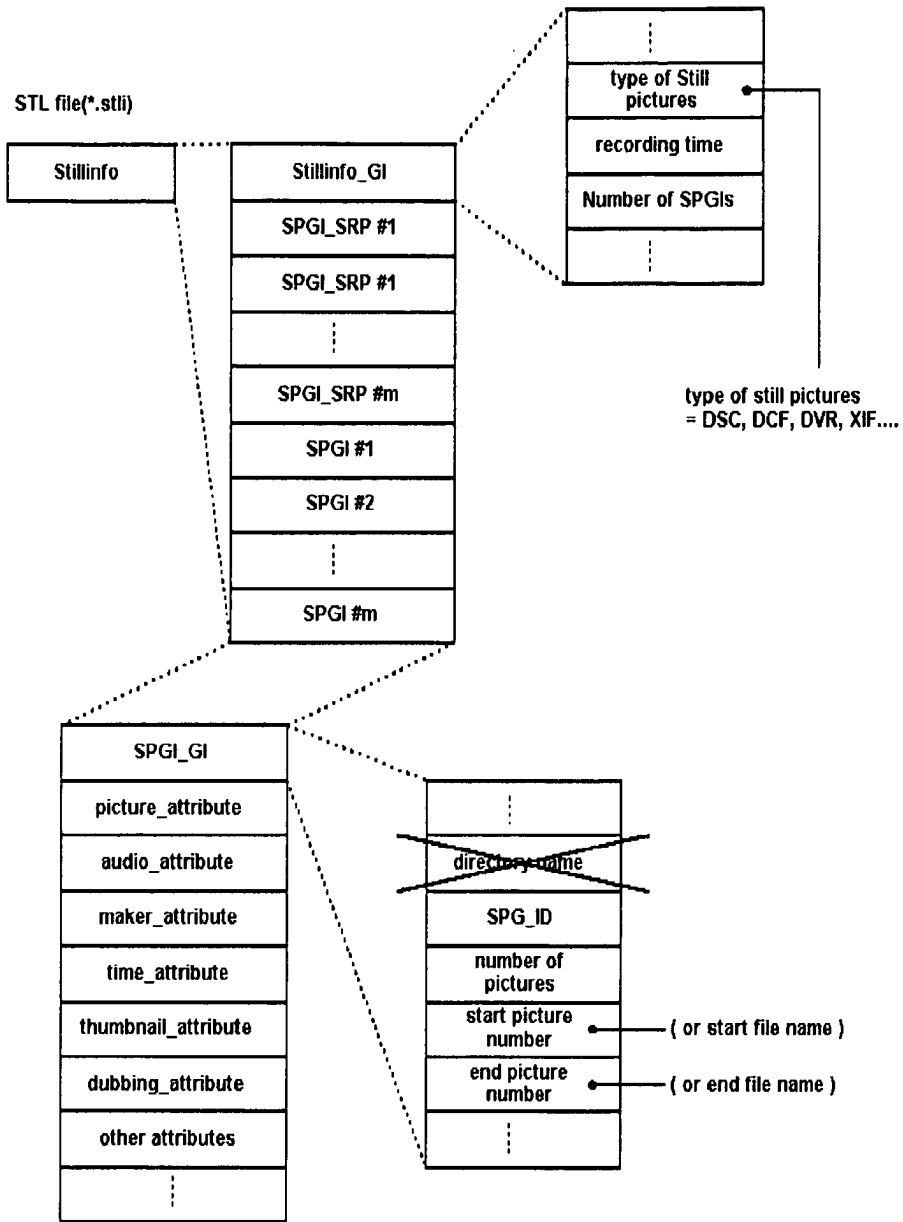 STL file(*.stli)
Stillinfo
Stillinfo_GI
SPGI_SRP #1
SPGI_SRP #1
SPGI_SRP #m
SPGI #1
SPGI #2
SPGI #m
type of Still
pictures
recording time
Number of SPGIs
type of still pictures
= DSC, DCF, DVR, XIF....
SPGI_GI
picture_attribute
audio_attribute
maker_attribute
time_attribute
thumbnail_attribute
dubbing_attribute
other attributes
directory name
SPG_ID
number of
pictures
start picture
number
( or start file name )
end picture
number
( or end file name )